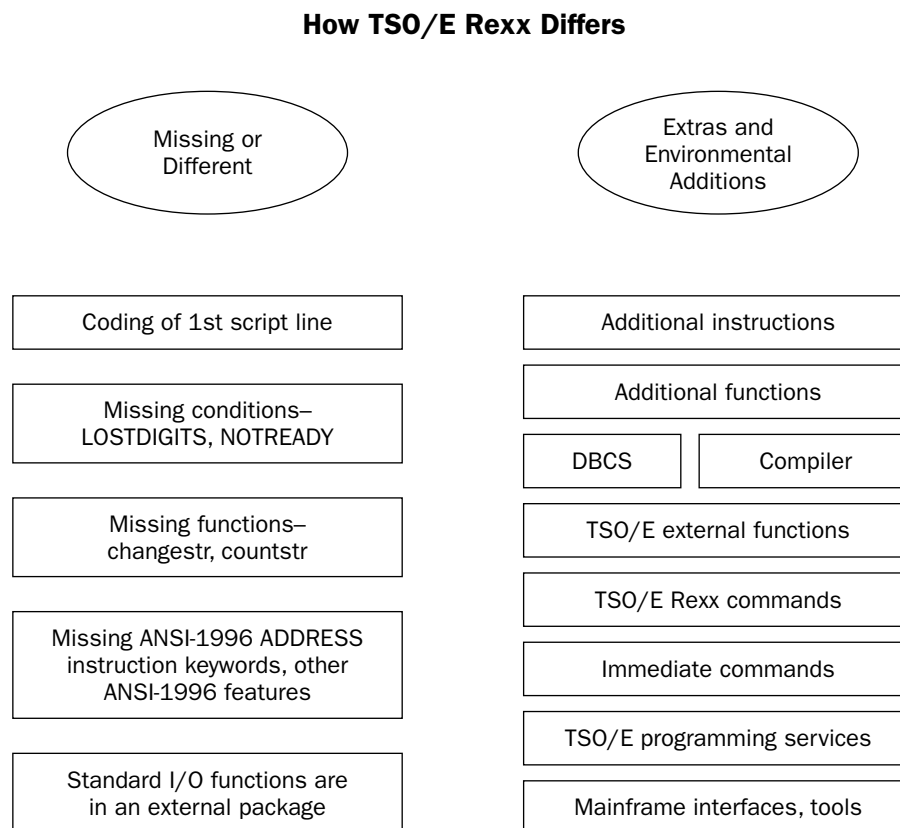 How TSO/E Rexx Differs
Missing or
Different
Coding of 1st script line
Missing conditions–
LOSTDIGITS, NOTREADY
Missing functions–
changestr, countstr
Missing ANSI-1996 ADDRESS
instruction keywords, other
ANSI-1996 features
Standard I/O functions are
in an external package
Extras and
Environmental
Additions
Additional instructions
Additional functions
DBCS
Compiler
TSO/E external functions
TSO/E Rexx commands
Immediate commands
TSO/E programming services
Mainframe interfaces, tools